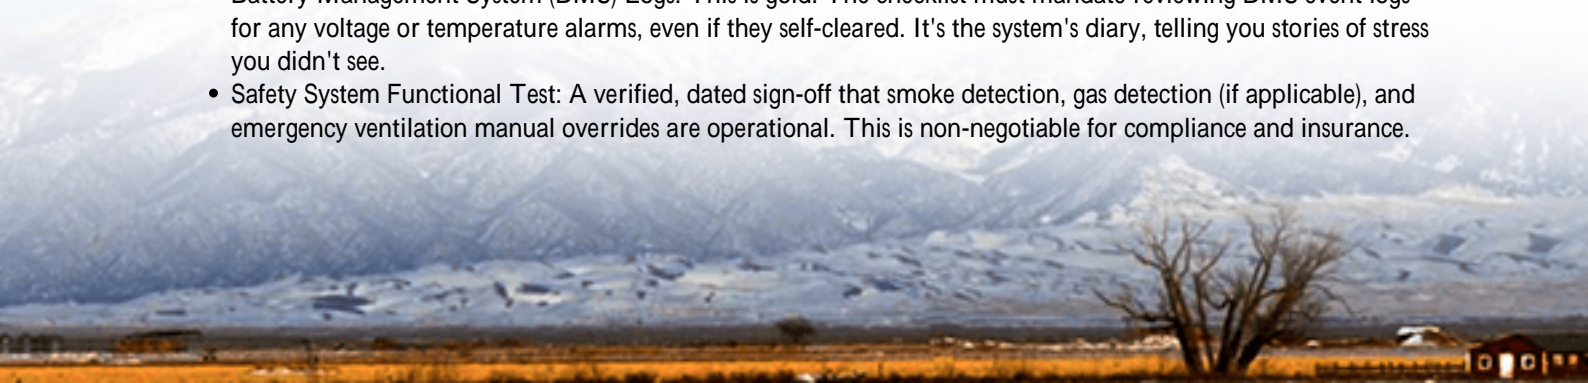 Battery Management System (BMS) Logs: This is gold. The checklist must mandate reviewing BMS event logs
for any voltage or temperature alarms, even if they self-cleared. It's the system's diary, telling you stories of stress
you didn't see.
• Safety System Functional Test: A verified, dated sign-off that smoke detection, gas detection (if applicable), and
emergency ventilation manual overrides are operational. This is non-negotiable for compliance and insurance.